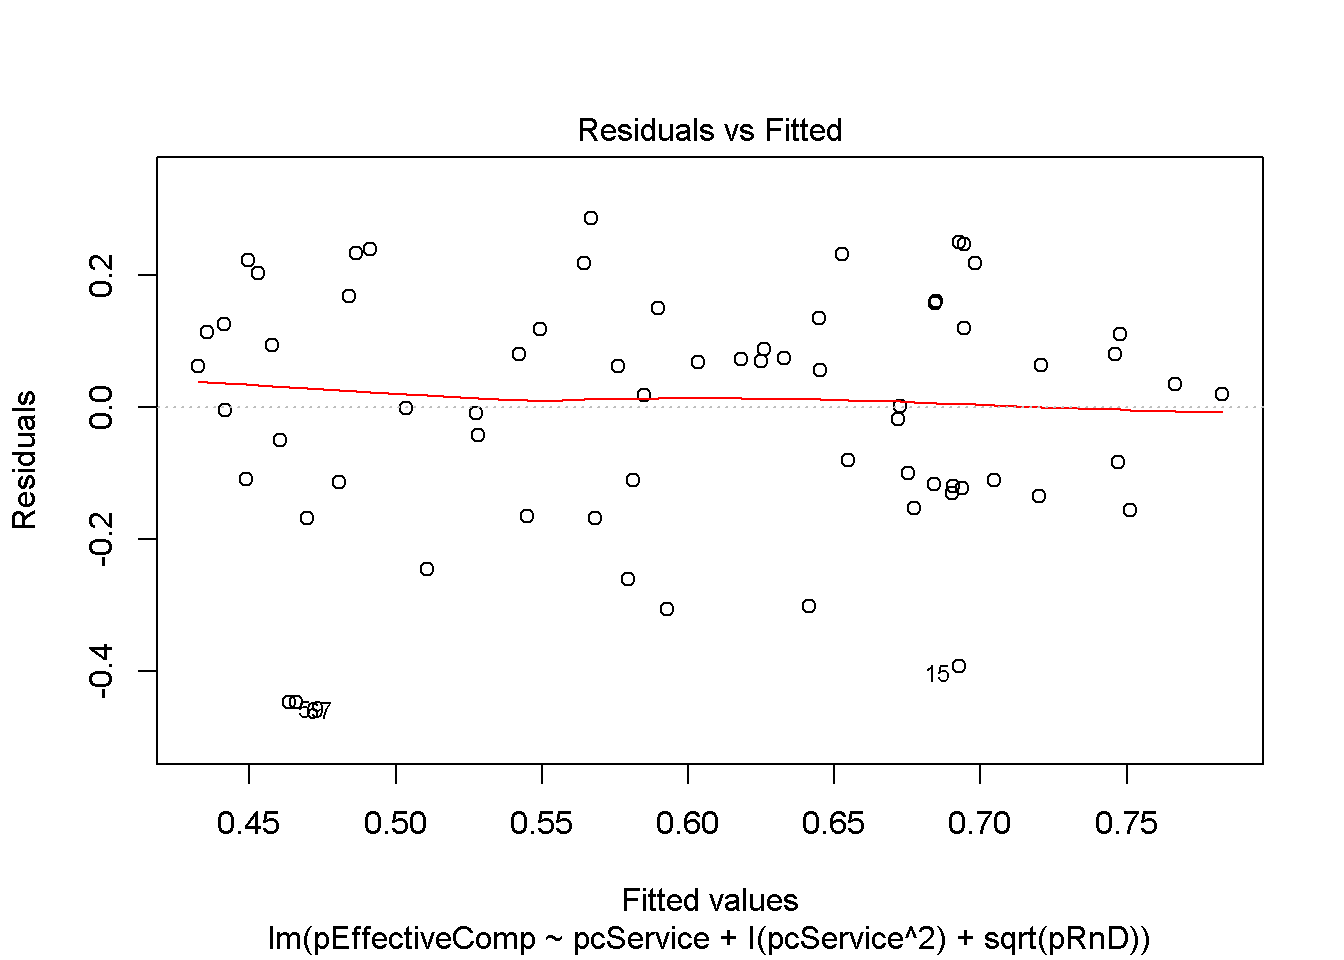 Residuals vs Fitted
Residuals
0.2
0.0
-0.2
-0.4
15
0.45 0.50 0.55 0.60 0.65 0.70 0.75
Fitted values
lm(pEffectiveComp ~ pcService + I(pcService^2) + sqrt(pRnD))